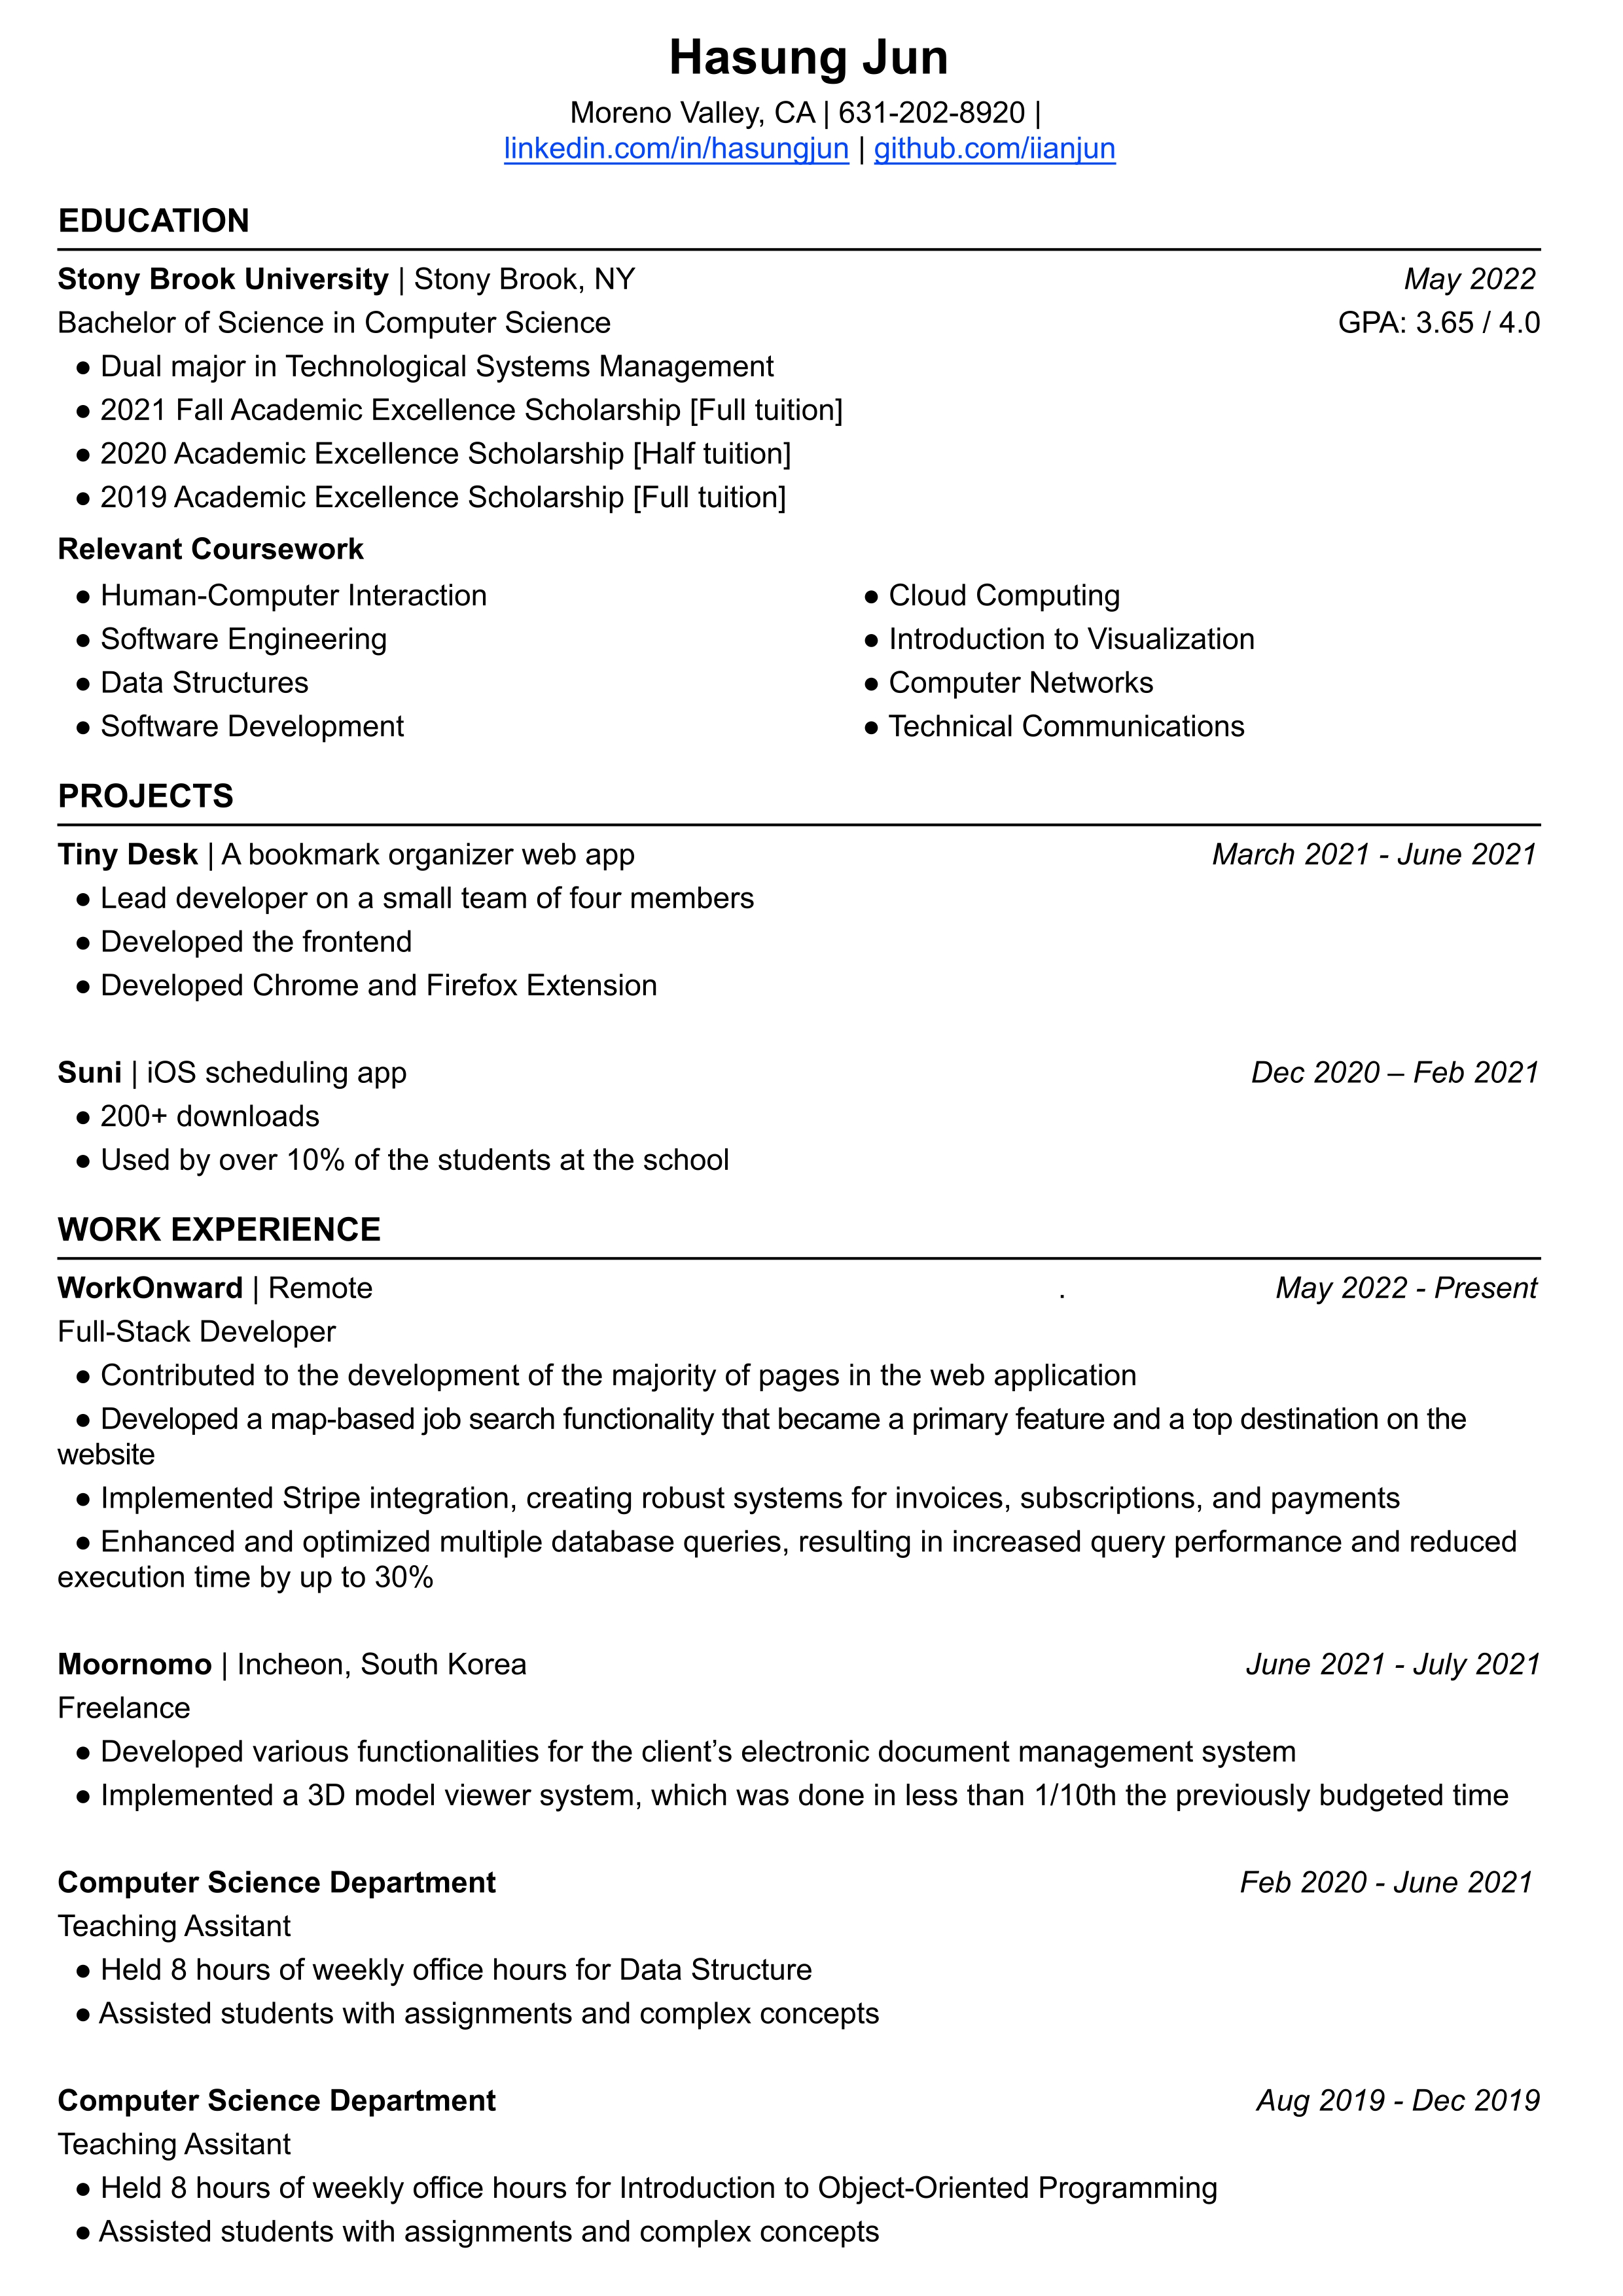 Hasung Jun
Moreno Valley, CA | 631-202-8920 |
linkedin.com/in/hasungjun | github.com/iianjun
EDUCATION
Stony Brook University | Stony Brook, NY May 2022
Bachelor of Science in Computer Science GPA: 3.65 / 4.0
● Dual major in Technological Systems Management
● 2021 Fall Academic Excellence Scholarship [Full tuition]
● 2020 Academic Excellence Scholarship [Half tuition]
● 2019 Academic Excellence Scholarship [Full tuition]
Relevant Coursework
● Human-Computer Interaction
● Software Engineering
● Data Structures
● Software Development
● Cloud Computing
● Introduction to Visualization
● Computer Networks
● Technical Communications
PROJECTS
Tiny Desk | A bookmark organizer web app March 2021 - June 2021
● Lead developer on a small team of four members
● Developed the frontend
● Developed Chrome and Firefox Extension
Suni | iOS scheduling app Dec 2020 – Feb 2021
● 200+ downloads
● Used by over 10% of the students at the school
WORK EXPERIENCE
WorkOnward | Remote . May 2022 - Present
Full-Stack Developer
● Contributed to the development of the majority of pages in the web application
● Developed a map-based job search functionality that became a primary feature and a top destination on the
website
● Implemented Stripe integration, creating robust systems for invoices, subscriptions, and payments
● Enhanced and optimized multiple database queries, resulting in increased query performance and reduced
execution time by up to 30%
Moornomo | Incheon, South Korea June 2021 - July 2021
Freelance
● Developed various functionalities for the client’s electronic document management system
● Implemented a 3D model viewer system, which was done in less than 1/10th the previously budgeted time
Computer Science Department Feb 2020 - June 2021
Teaching Assitant
● Held 8 hours of weekly office hours for Data Structure
● Assisted students with assignments and complex concepts
Computer Science Department Aug 2019 - Dec 2019
Teaching Assitant
● Held 8 hours of weekly office hours for Introduction to Object-Oriented Programming
● Assisted students with assignments and complex concepts